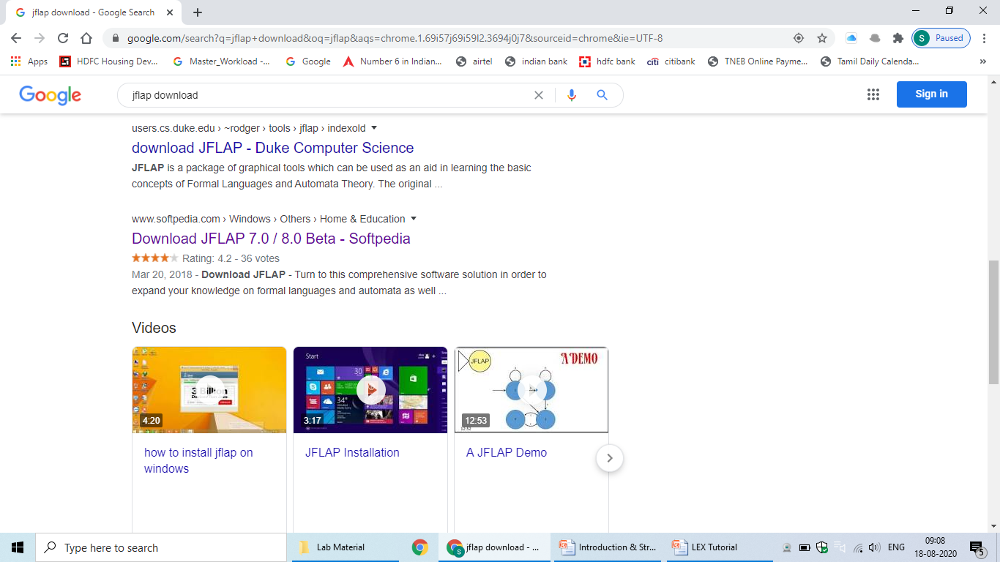 jflap download - Google Search
google.com/search?q=jflap+download&oq=jflap&aqs=chrome.1.69i57j69i59l2.3694j0j7&sourceid=chrome&ie=UTF-8
S Paused
Apps HDFC Housing Dev... Master_Workload -... Google Number 6 in Indian... airtel indian bank hdfc bank citi citibank TNEB Online Payme... Tamil Daily Calenda... »
Google jflap download Sign in
users.cs.duke.edu › ~rodger › tools › jflap › indexold
download JFLAP - Duke Computer Science
JFLAP is a package of graphical tools which can be used as an aid in learning the basic
concepts of Formal Languages and Automata Theory. The original ...
www.softpedia.com › Windows › Others › Home & Education
Download JFLAP 7.0 / 8.0 Beta - Softpedia
Rating: 4.2 - 36 votes
Mar 20, 2018 - Download JFLAP - Turn to this comprehensive software solution in order to
expand your knowledge on formal languages and automata as well ...
Videos
3 Billion
4:20
Start
30
34°
3:17
JFLAP
A DEMO
12:53
how to install jflap on
windows
JFLAP Installation
A JFLAP Demo
Type here to search
Lab Material
S
jflap download - ...
Introduction & Str...
LEX Tutorial
ENG
09:08
18-08-2020
5